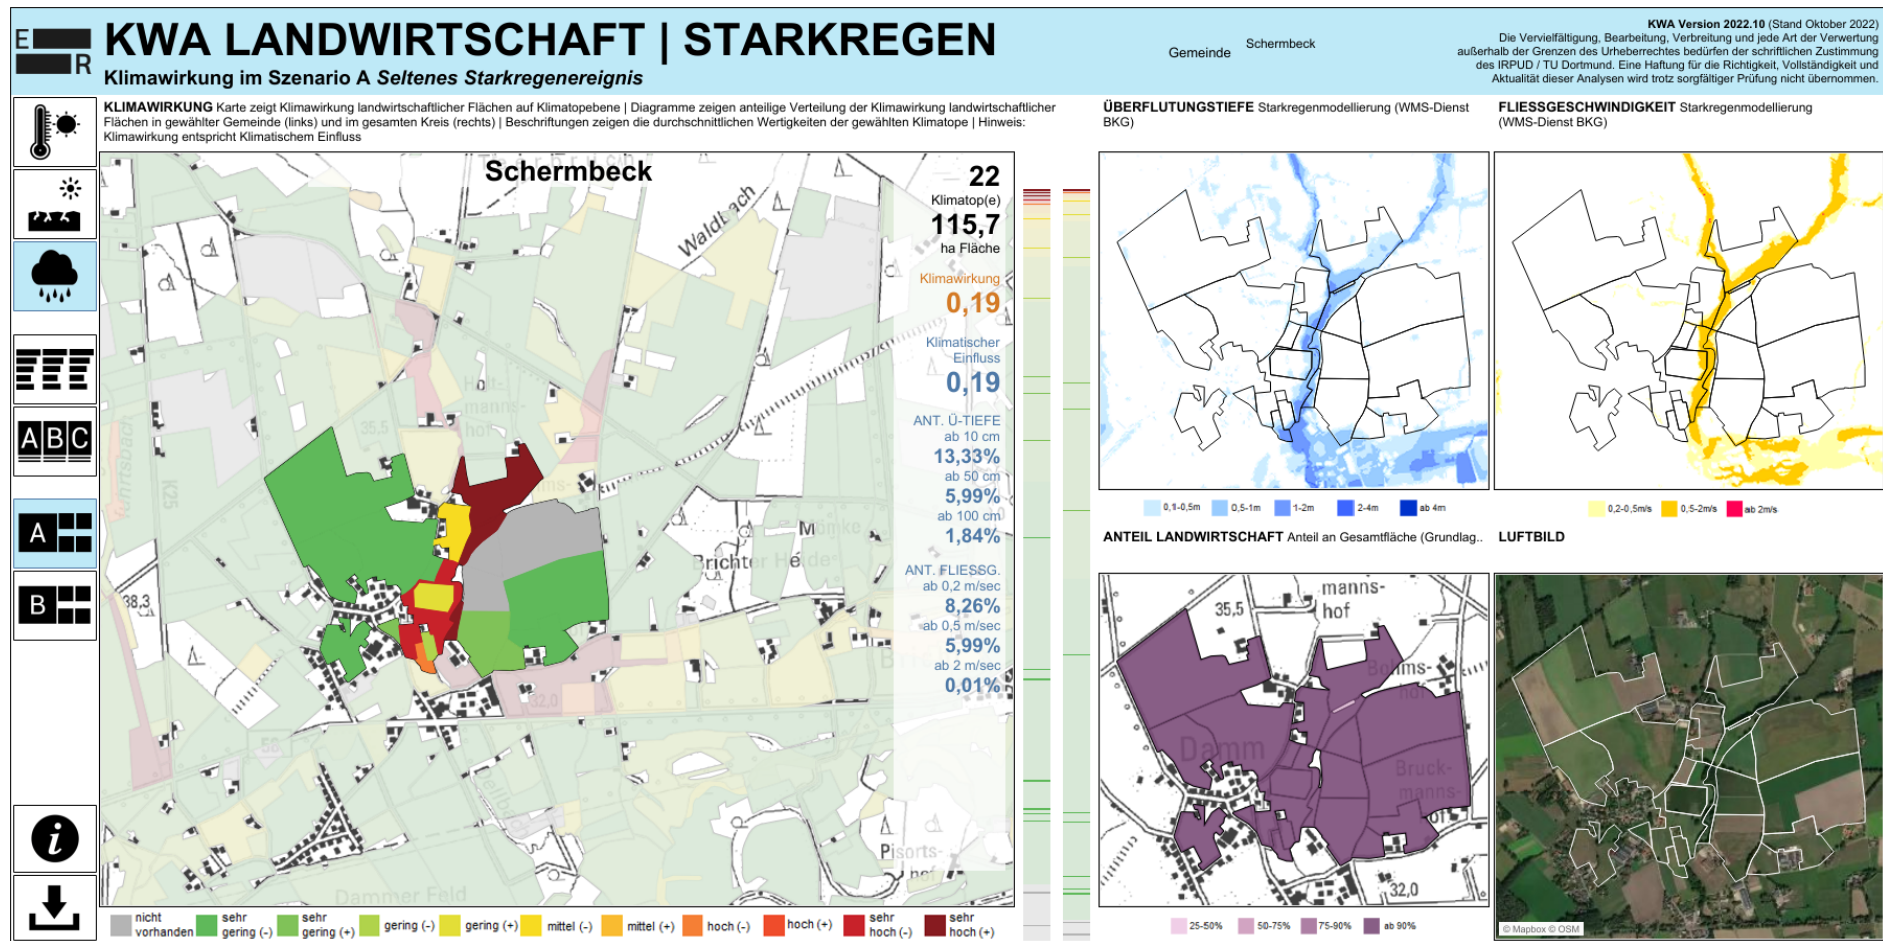 E
R
KWA LANDWIRTSCHAFT | STARKREGEN
Klimawirkung im Szenario A Seltenes Starkregenereignis
Gemeinde
Schermbeck
KWA Version 2022.10 (Stand Oktober 2022)
Die Vervielfältigung, Bearbeitung, Verbreitung und jede Art der Verwertung
außerhalb der Grenzen des Urheberrechtes bedürfen der schriftlichen Zustimmung
des IRPUD / TU Dortmund. Eine Haftung für die Richtigkeit, Vollständigkeit und
Aktualität dieser Analysen wird trotz sorgfältiger Prüfung nicht übernommen.
KLIMAWIRKUNG Karte zeigt Klimawirkung landwirtschaftlicher Flächen auf Klimatopebene | Diagramme zeigen anteilige Verteilung der Klimawirkung landwirtschaftlicher
Flächen in gewählter Gemeinde (links) und im gesamten Kreis (rechts) | Beschriftungen zeigen die durchschnittlichen Wertigkeiten der gewählten Klimatope | Hinweis:
Klimawirkung entspricht Klimatischem Einfluss
Schermbeck
22
Klimatop(e)
115,7
ha Fläche
Klimawirkung
0,19
Klimatischer
Einfluss
0,19
ANT. Ü-TIEFE
ab 10 cm
13,33%
ab 50 cm
5,99%
ab 100 cm
1,84%
ANT. FLIESSG.
ab 0,2 m/sec
8,26%
ab 0,5 m/sec
5,99%
ab 2 m/sec
0,01%
Waldbach
Holt-
manns-
hof
35,5
K25
38,3
Brichter Heide
32,0
58
Pisorts-
hof
Dammer Feld
ABC
A
B
i
nicht
vorhanden
sehr
gering (-)
sehr
gering (+)
gering (-)
gering (+)
mittel (-)
mittel (+)
hoch (-)
hoch (+)
sehr
hoch (-)
sehr
hoch (+)
ÜBERFLUTUNGSTIEFE Starkregenmodellierung (WMS-Dienst
BKG)
0,1-0,5m
0,5-1m
1-2m
2-4m
ab 4m
FLIESSGESCHWINDIGKEIT Starkregenmodellierung
(WMS-Dienst BKG)
0,2-0,5m/s
0,5-2m/s
ab 2m/s
ANTEIL LANDWIRTSCHAFT Anteil an Gesamtfläche (Grundlag..
manns-
hof
35,5
Bohms-
hof
Damm
Bruck-
manns-
hof
32,0
25-50%
50-75%
75-90%
ab 90%
LUFTBILD
© Mapbox © OSM